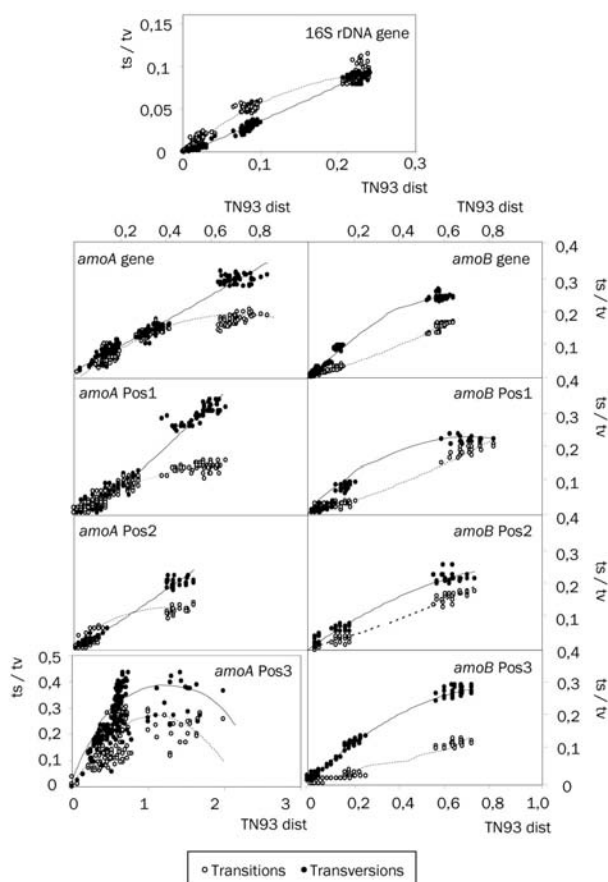 16S rDNA gene
ts / tv
0,15
0,1
0,05
0
0 0,1 0,2 0,3
TN93 dist
TN93 dist TN93 dist
0,2 0,4 0,6 0,8 0,2 0,4 0,6 0,8
amoA gene
amoB gene
0,4
0,3
0,2
0,1
ts / tv
amoA Pos1
amoB Pos1
0,4
0,3
0,2
0,1
ts / tv
amoA Pos2
amoB Pos2
0,4
0,3
0,2
0,1
ts / tv
amoA Pos3
amoB Pos3
ts / tv
0,5
0,4
0,3
0,2
0,1
0
0,4
0,3
0,2
0,1
0
ts / tv
0 1 2 3
0 0,2 0,4 0,6 0,8 1,0
TN93 dist TN93 dist
Transitions Transversions